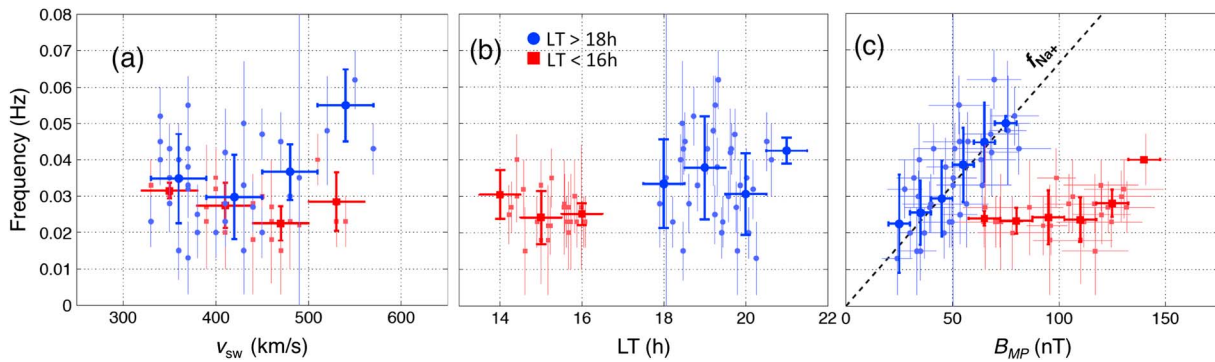 Frequency (Hz)
0.08
0.07
0.06
0.05
0.04
0.03
0.02
0.01
0
(a)
300
400
500
600
v_sw (km/s)
(b)
LT > 18h
LT < 16h
14
16
18
20
22
LT (h)
(c)
f_Na+
0
50
100
150
B_MP (nT)